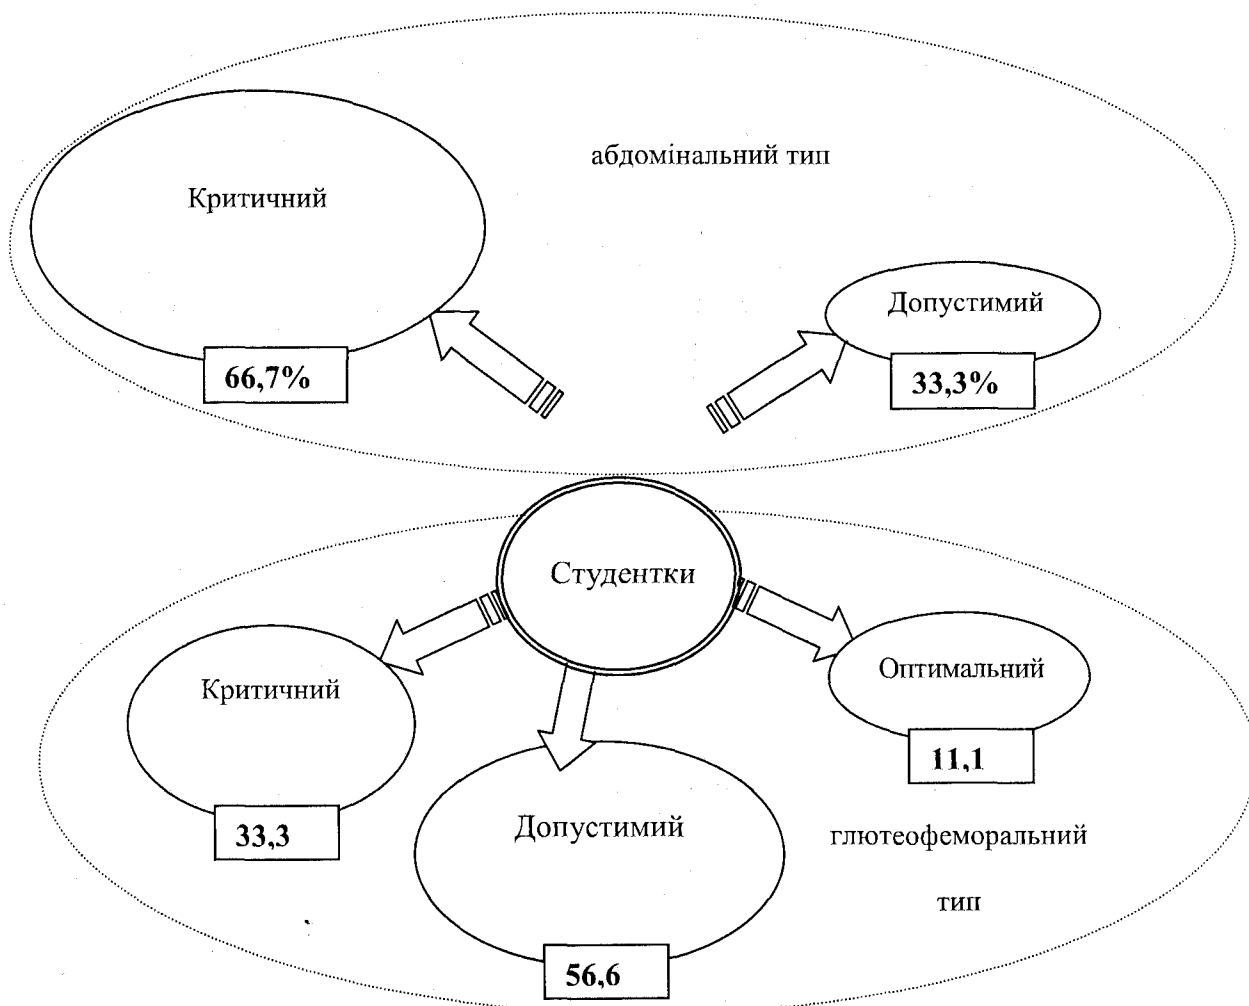 абдомінальний тип
Критичний
Допустимий
66,7%
33,3%
Студентки
Критичний
Оптимальний
11,1
33,3
Допустимий
глютеофеморальний
тип
56,6